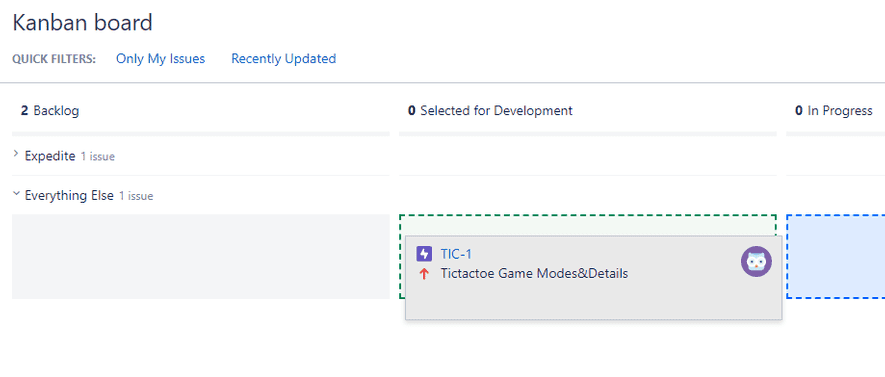 Kanban board
QUICK FILTERS: Only My Issues Recently Updated
2 Backlog 0 Selected for Development 0 In Progress
Expedite 1 issue
Everything Else 1 issue
TIC-1
Tictactoe Game Modes&Details